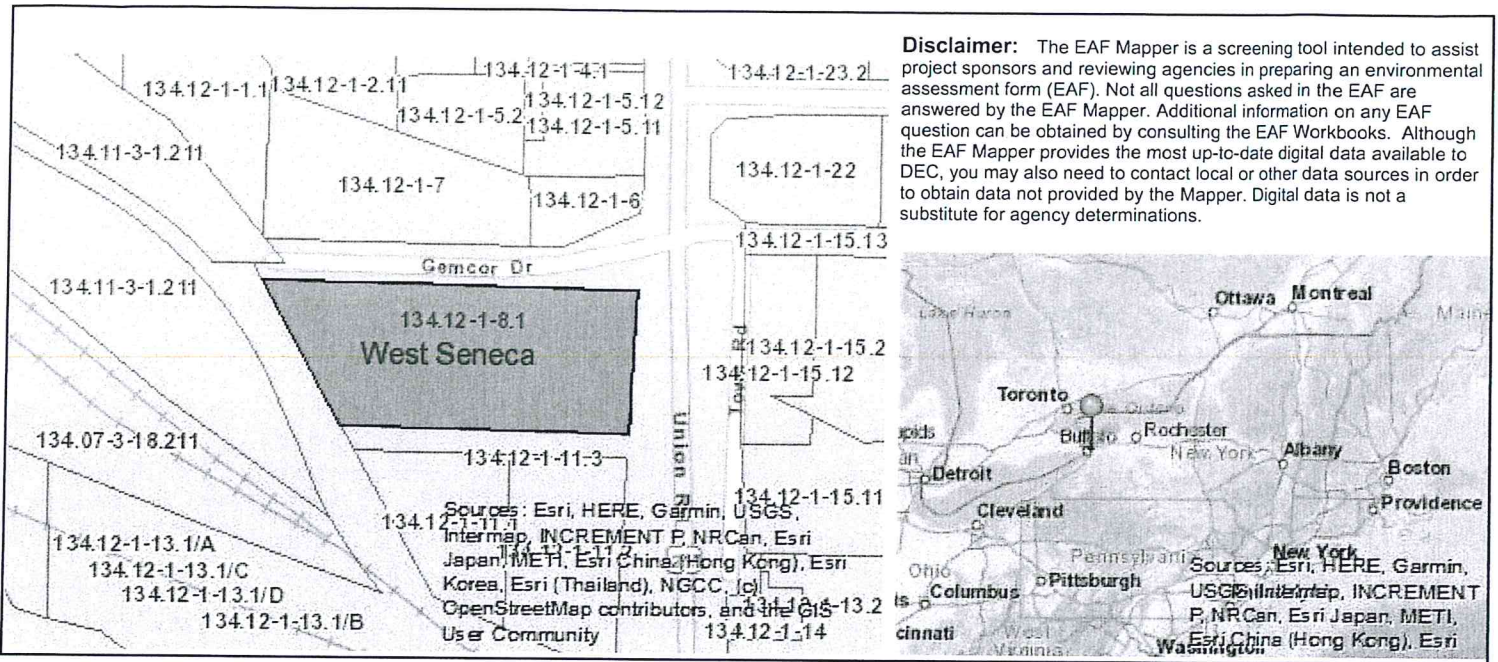 Disclaimer: The EAF Mapper is a screening tool intended to assist
project sponsors and reviewing agencies in preparing an environmental
assessment form (EAF). Not all questions asked in the EAF are
answered by the EAF Mapper. Additional information on any EAF
question can be obtained by consulting the EAF Workbooks. Although
the EAF Mapper provides the most up-to-date digital data available to
DEC, you may also need to contact local or other data sources in order
to obtain data not provided by the Mapper. Digital data is not a
substitute for agency determinations.
134.12-1-4.1
134.12-1-23.2
134.12-1-1.1
134.12-1-2.11
134.12-1-5.12
134.12-1-5.2
134.12-1-5.11
134.11-3-1.211
134.12-1-7
134.12-1-22
134.12-1-6
134.12-1-15.13
Gemcor Dr
134.11-3-1.211
134.12-1-8.1
West Seneca
134.12-1-15.2
134.12-1-15.12
Union R
134.07-3-18.211
134.12-1-11.3
134.12-1-15.11
134.12-1-13.1/A
134.12-1-13.1/C
134.12-1-13.1/D
134.12-1-13.1/B
134.12-1-14
Sources: Esri, HERE, Garmin, USGS,
Intermap, INCREMENT P, NRCan, Esri
Japan, METI, Esri China (Hong Kong), Esri
Korea, Esri (Thailand), NGCC, (c)
OpenStreetMap contributors, and the GIS
User Community
Ottawa
Montreal
Lake Huron
Toronto
Rochester
New York
Albany
Detroit
Boston
Providence
Cleveland
Pennsylvania
New York
Ohio
Pittsburgh
Columbus
cinnati
West
Virginia
Washington
Sources: Esri, HERE, Garmin,
INCREMENT
P, NRCan, Esri Japan, METI,
Esri China (Hong Kong), Esri